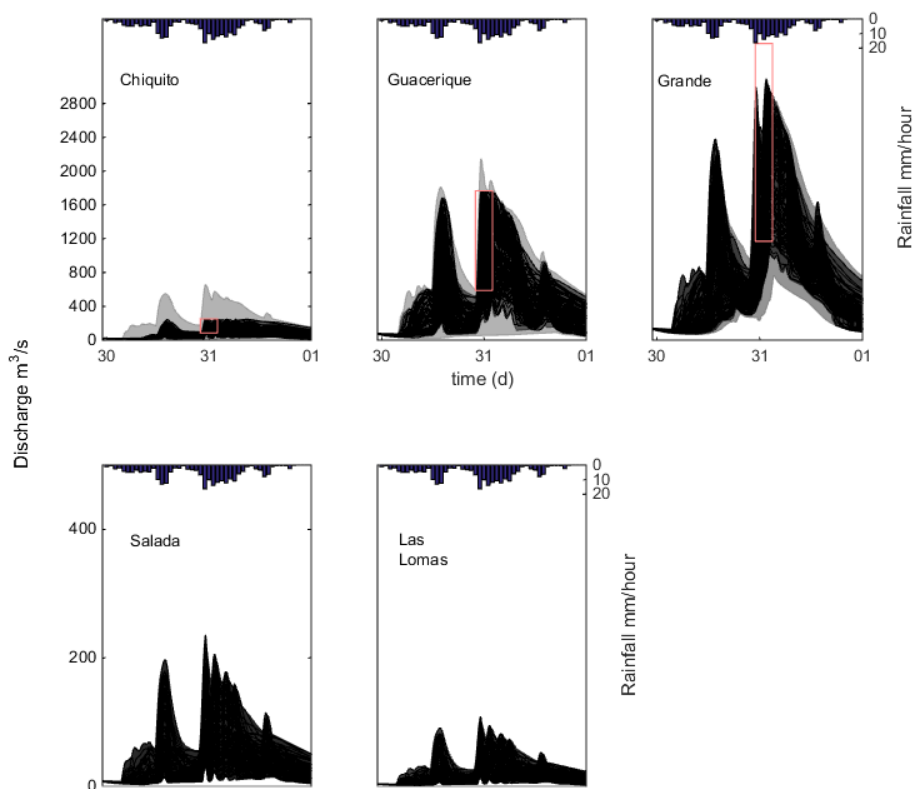 0
10
20
Chiquito
Guacerique
Grande
2800
2400
2000
1600
1200
800
400
0
30
31
01
30
31
01
30
31
01
time (d)
Rainfall mm/hour
Discharge m³/s
0
10
20
400
200
0
Salada
Las
Lomas
Rainfall mm/hour